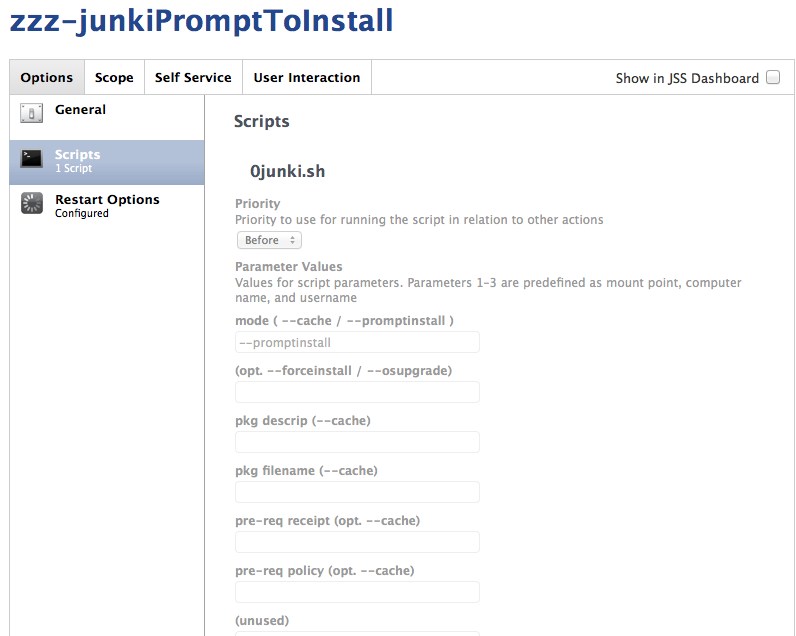 zzz-junkiPromptToInstall
Options
Scope
Self Service
User Interaction
Show in JSS Dashboard
General
Scripts
1 Script
Restart Options
Configured
Scripts
0junki.sh
Priority
Priority to use for running the script in relation to other actions
Before
Parameter Values
Values for script parameters. Parameters 1-3 are predefined as mount point, computer
name, and username
mode ( --cache / --promptinstall )
--promptinstall
(opt. --forceinstall / --osupgrade)
pkg descrip (--cache)
pkg filename (--cache)
pre-req receipt (opt. --cache)
pre-req policy (opt. --cache)
(unused)